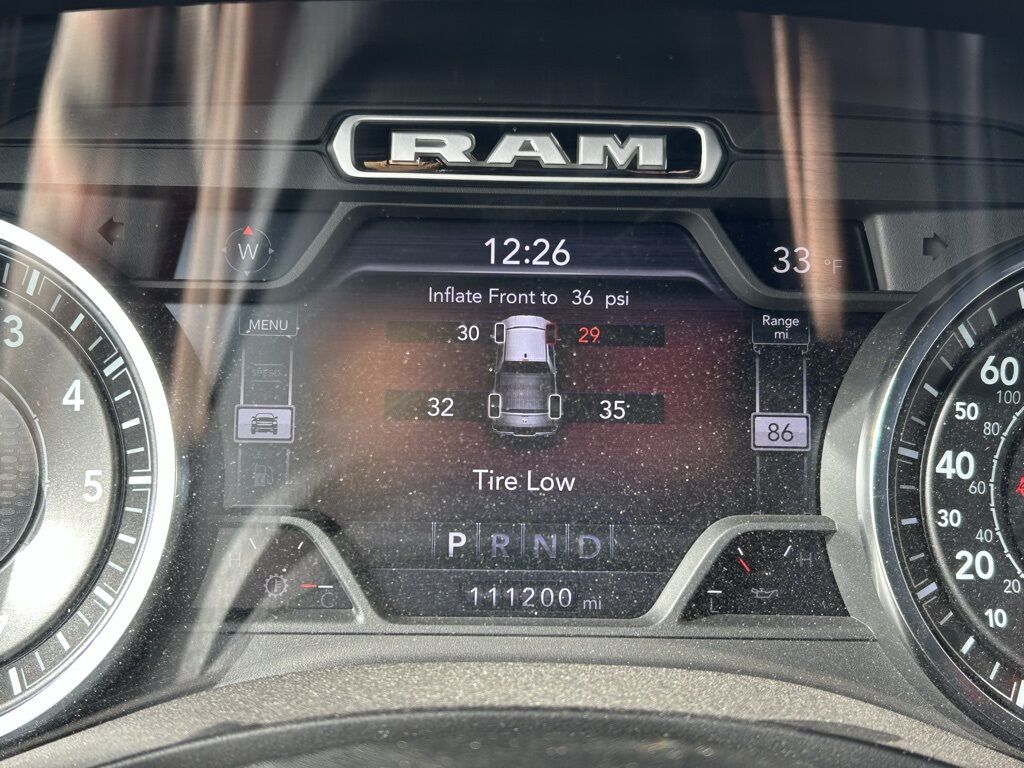 RAM
W
12:26
33 °F
Inflate Front to 36 psi
MENU
Range
mi
30
29
SPEED
32
35
86
Tire Low
P R N D
111200 mi
H
C
L
H
3
4
5
60
100
50
80
40
60
30
40
20
20
10